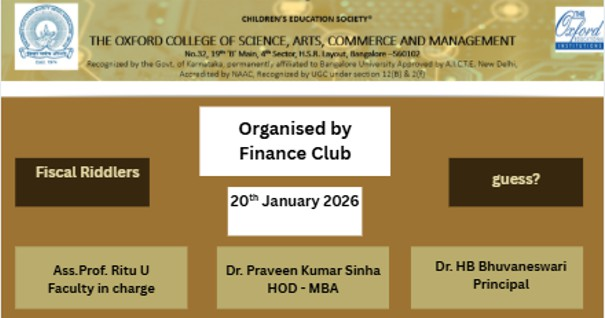 CHILDREN'S EDUCATION SOCIETY®
THE OXFORD COLLEGE OF SCIENCE, ARTS, COMMERCE AND MANAGEMENT
No.32, 19th 'B' Main, 4th Sector, H.S.R. Layout, Bangalore -560102
Recognized by the Govt. of Karnataka, permanently affiliated to Bangalore University Approved by A.I.C.T.E, New Delhi,
Accredited by NAAC, Recognized by UGC under section 12(B) & 2(f)
THE
Oxford
INSTITUTIONS
Organised by
Finance Club
Fiscal Riddlers
guess?
20th January 2026
Ass.Prof. Ritu U
Faculty in charge
Dr. Praveen Kumar Sinha
HOD - MBA
Dr. HB Bhuvaneswari
Principal